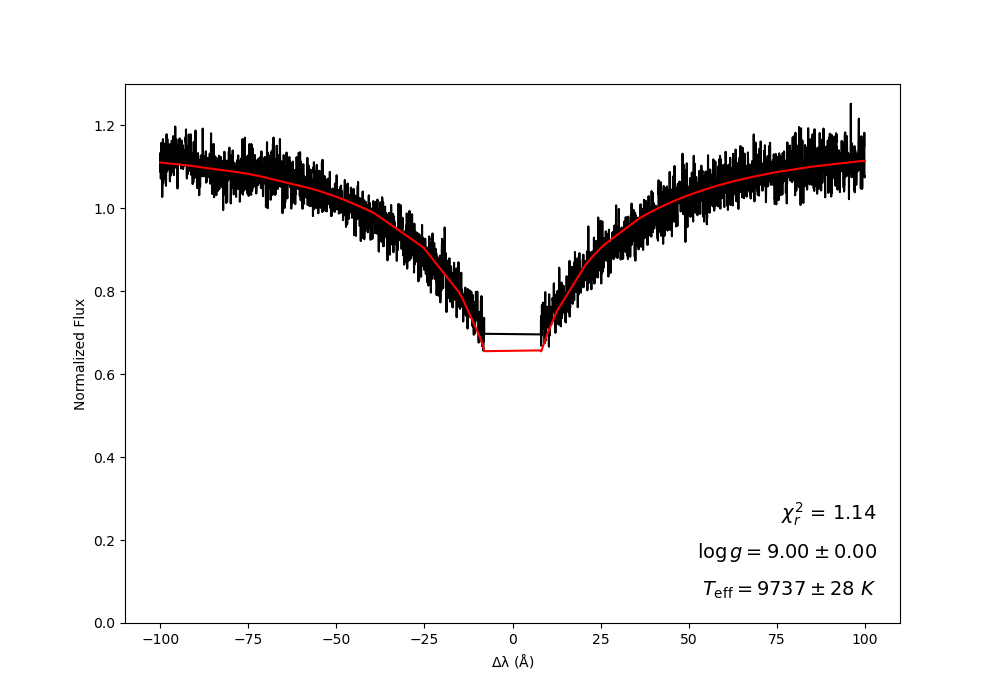 1.2
1.0
0.8
0.6
0.4
0.2
0.0
Normalized Flux
χ²ᵣ = 1.14
log g = 9.00 ± 0.00
T_eff = 9737 ± 28 K
−100 −75 −50 −25 0 25 50 75 100
Δλ (Å)